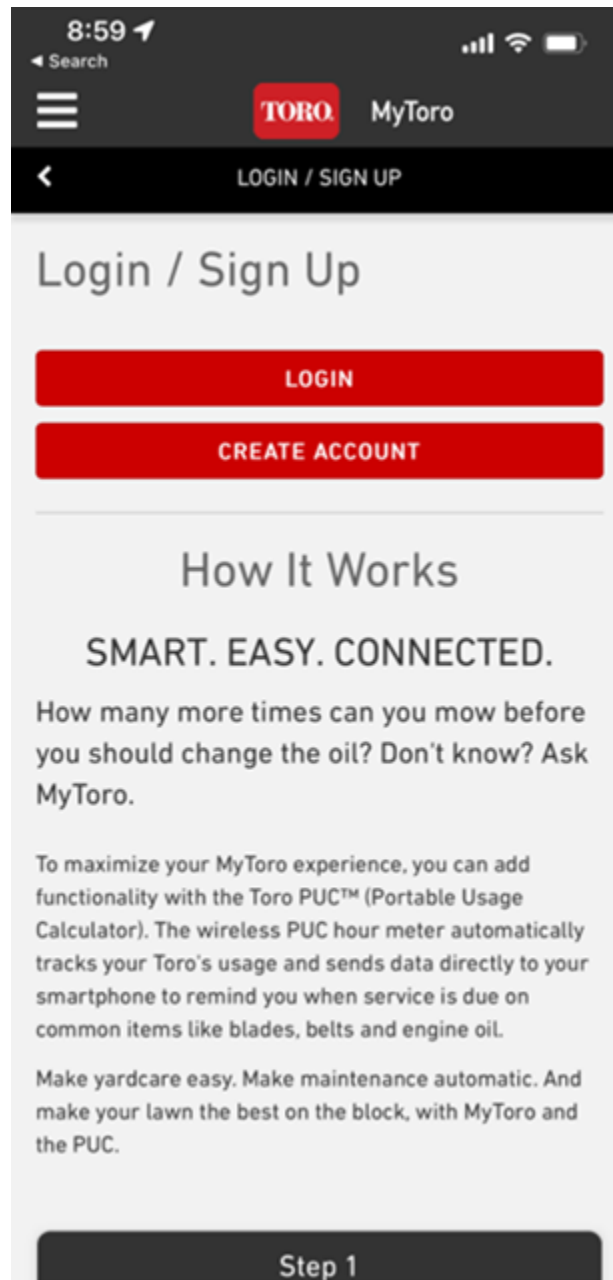 8:59
Search
TORO. MyToro
LOGIN / SIGN UP
Login / Sign Up
LOGIN
CREATE ACCOUNT
How It Works
SMART. EASY. CONNECTED.
How many more times can you mow before
you should change the oil? Don't know? Ask
MyToro.
To maximize your MyToro experience, you can add
functionality with the Toro PUC™ (Portable Usage
Calculator). The wireless PUC hour meter automatically
tracks your Toro's usage and sends data directly to your
smartphone to remind you when service is due on
common items like blades, belts and engine oil.
Make yardcare easy. Make maintenance automatic. And
make your lawn the best on the block, with MyToro and
the PUC.
Step 1